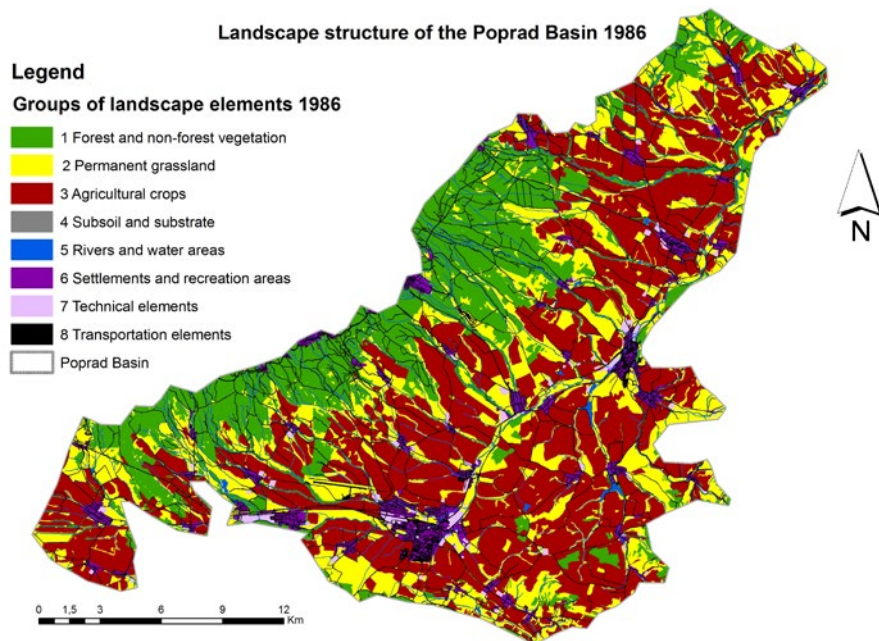 Landscape structure of the Poprad Basin 1986
Legend
Groups of landscape elements 1986
1 Forest and non-forest vegetation
2 Permanent grassland
3 Agricultural crops
4 Subsoil and substrate
5 Rivers and water areas
6 Settlements and recreation areas
7 Technical elements
8 Transportation elements
Poprad Basin
N
0 1,5 3 6 9 12
Km